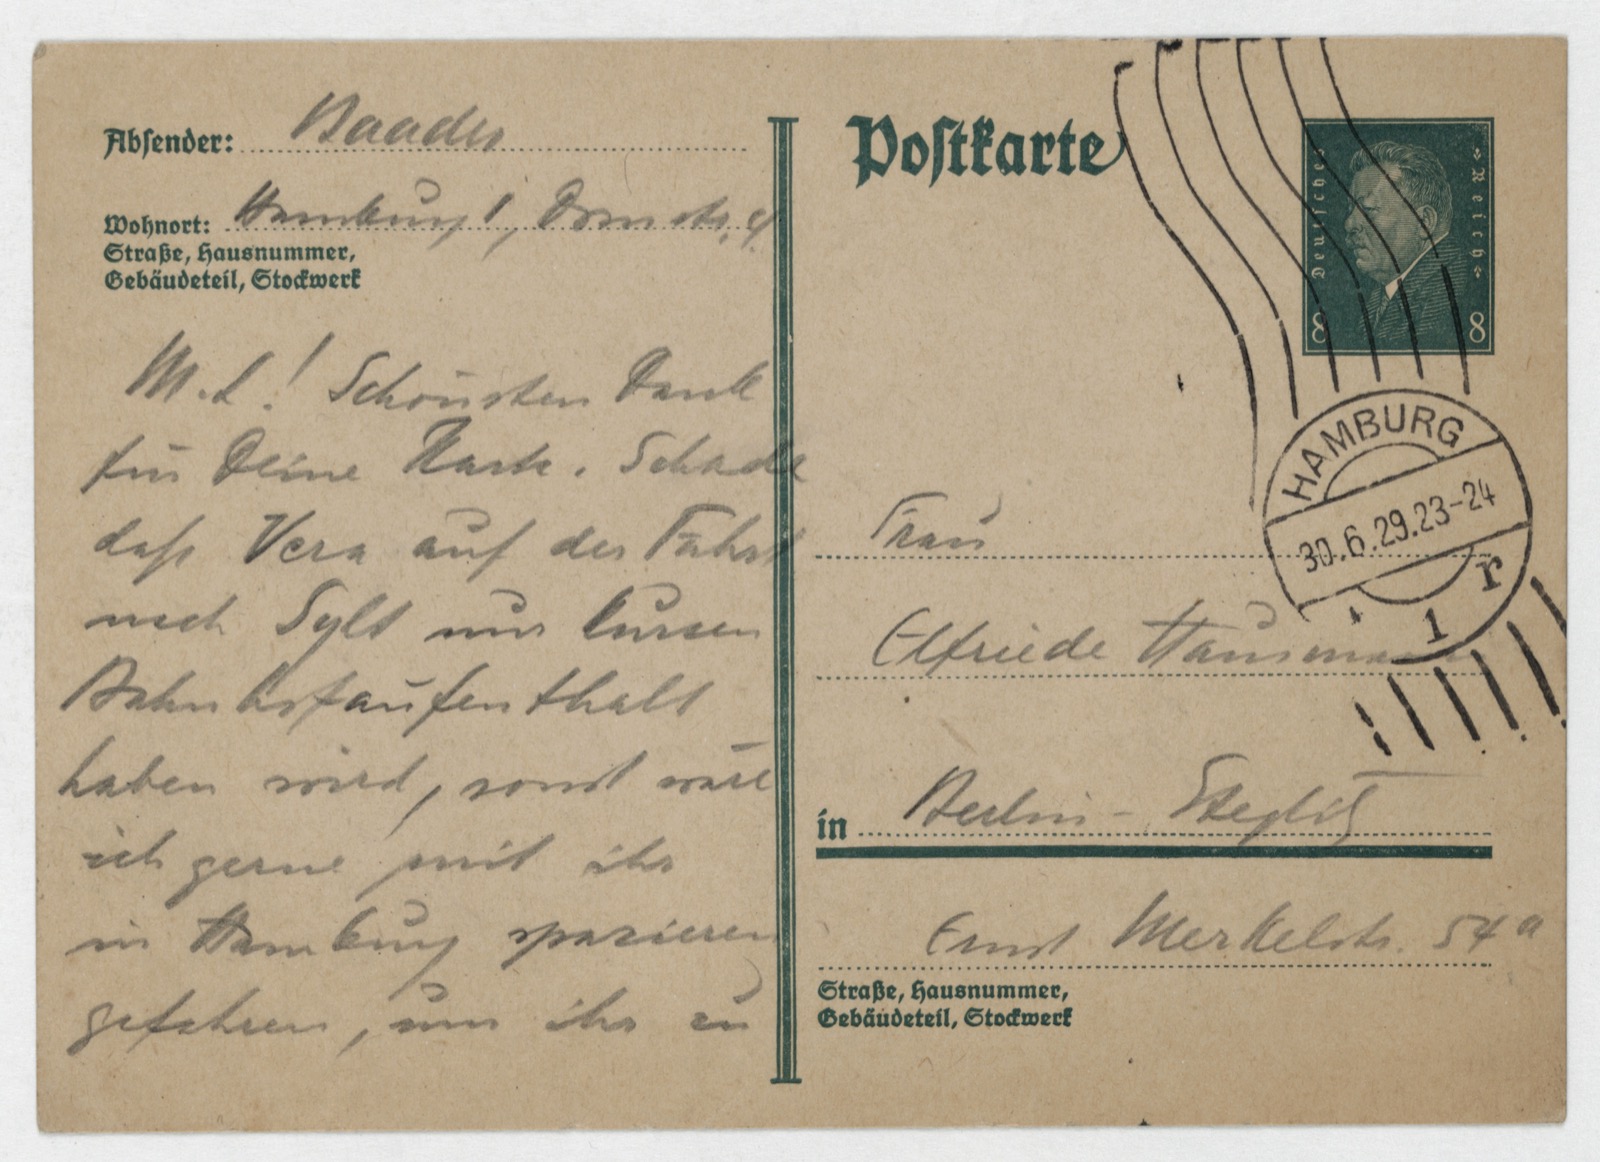 Absender: Baader
Wohnort: Hamburg 1, Domstr. 9
Straße, Hausnummer,
Gebäudeteil, Stockwerk
M. L.! Schönsten Dank
für Deine Karte. Schade
daß Vera auf der Fahrt
nach Sylt nur kurzen
Bahnhofaufenthalt
haben wird, sonst wäre
ich gerne mit ihr
in Hamburg spazieren
gefahren, um ihr zu
Postkarte
Deutsches Reich
8 8
HAMBURG
30.6.29.23-24
1 r
Frau
Elfriede Hausmann
in Berlin-Steglitz
Ernst Merkelstr. 54a
Straße, Hausnummer,
Gebäudeteil, Stockwerk